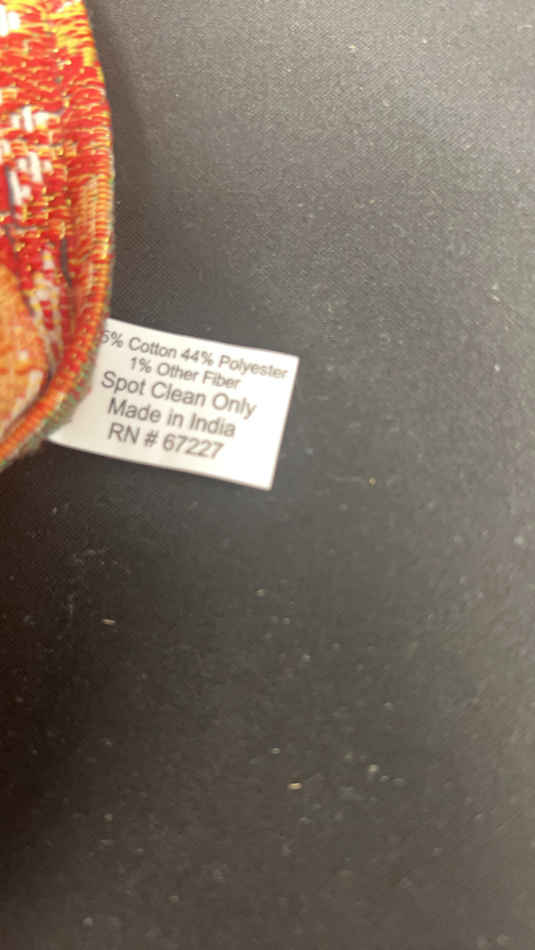 5% Cotton 44% Polyester
1% Other Fiber
Spot Clean Only
Made in India
RN # 67227